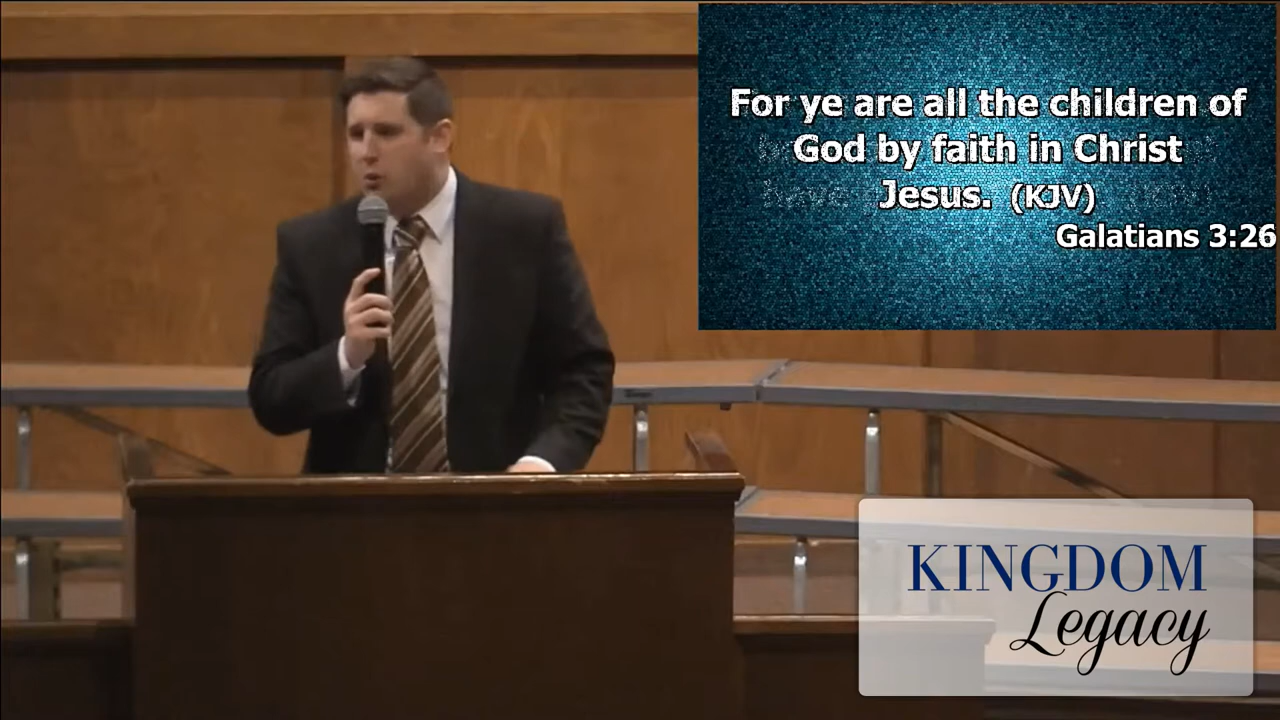 For ye are all the children of
God by faith in Christ
Jesus. (KJV)
Galatians 3:26
KINGDOM
Legacy